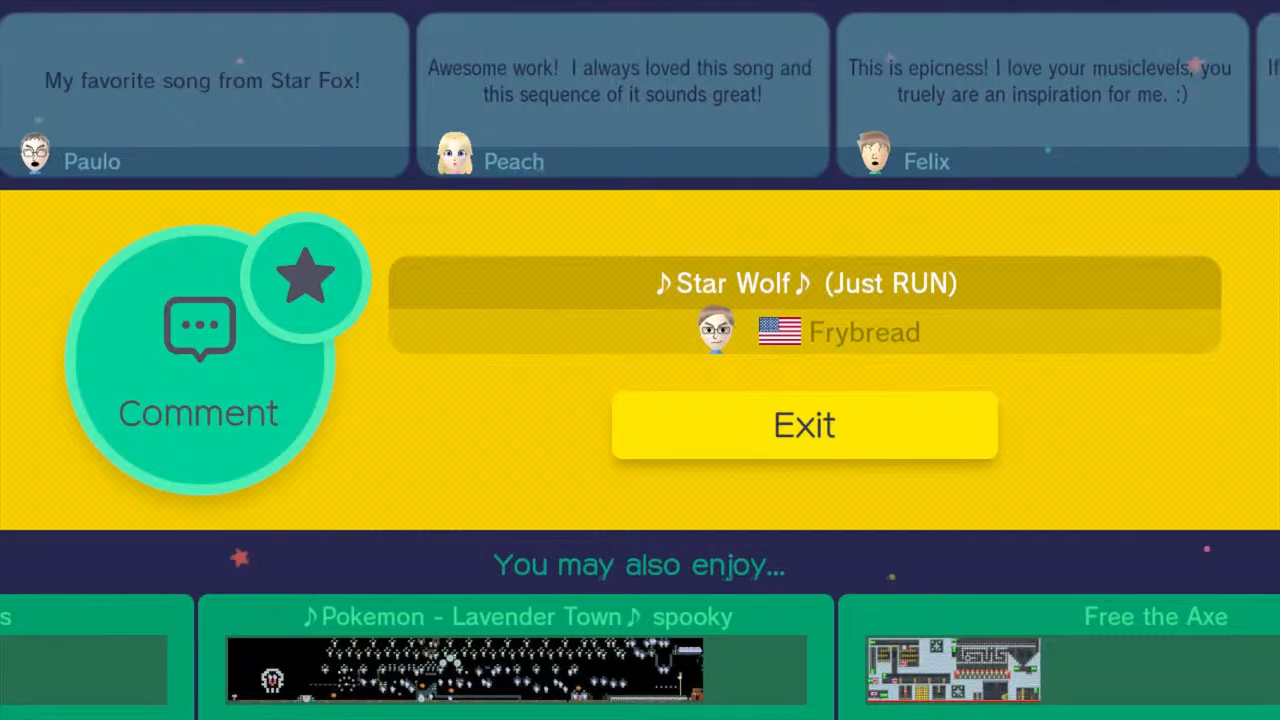 My favorite song from Star Fox!
Paulo
Awesome work! I always loved this song and
this sequence of it sounds great!
Peach
This is epicness! I love your musiclevels, you
truely are an inspiration for me. :)
Felix
Comment
♪Star Wolf♪ (Just RUN)
Frybread
Exit
You may also enjoy...
♪Pokemon - Lavender Town♪ spooky
Free the Axe